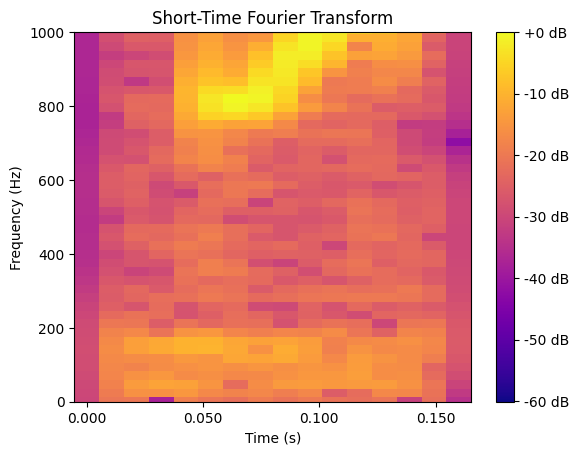 Short-Time Fourier Transform
1000
800
600
400
200
0
Frequency (Hz)
0.000
0.050
0.100
0.150
Time (s)
+0 dB
-10 dB
-20 dB
-30 dB
-40 dB
-50 dB
-60 dB